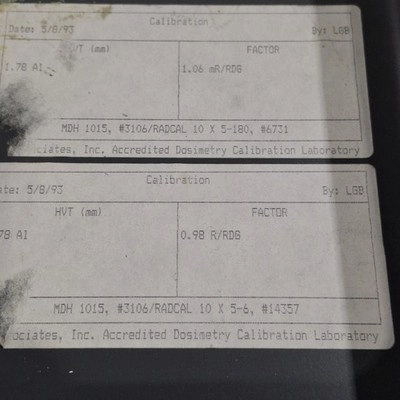 Calibration
Date: 5/8/93 By: LGB
HVT (mm) FACTOR
1.78 Al 1.06 mR/RDG
MDH 1015, #3106/RADCAL 10 X 5-180, #6731
ociates, Inc. Accredited Dosimetry Calibration Laboratory
Calibration
ate: 5/8/93 By: LGB
HVT (mm) FACTOR
78 Al 0.98 R/RDG
MDH 1015, #3106/RADCAL 10 X 5-6, #14357
ociates, Inc. Accredited Dosimetry Calibration Laboratory